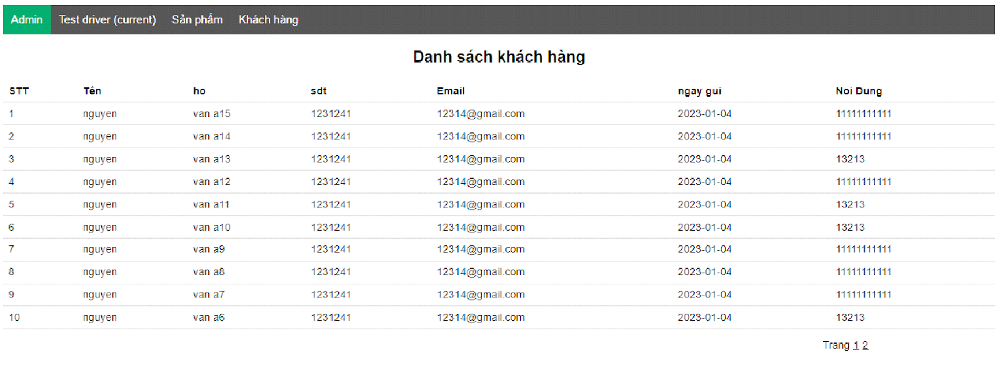 Admin Test driver (current) Sản phẩm Khách hàng
Danh sách khách hàng
STT Tên ho sdt Email ngay gui Noi Dung
1 nguyen van a15 1231241 12314@gmail.com 2023-01-04 11111111111
2 nguyen van a14 1231241 12314@gmail.com 2023-01-04 11111111111
3 nguyen van a13 1231241 12314@gmail.com 2023-01-04 13213
4 nguyen van a12 1231241 12314@gmail.com 2023-01-04 11111111111
5 nguyen van a11 1231241 12314@gmail.com 2023-01-04 13213
6 nguyen van a10 1231241 12314@gmail.com 2023-01-04 13213
7 nguyen van a9 1231241 12314@gmail.com 2023-01-04 11111111111
8 nguyen van a8 1231241 12314@gmail.com 2023-01-04 11111111111
9 nguyen van a7 1231241 12314@gmail.com 2023-01-04 11111111111
10 nguyen van a6 1231241 12314@gmail.com 2023-01-04 13213
Trang 1 2